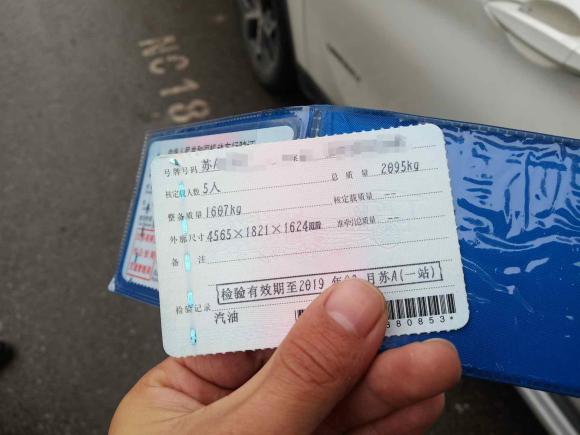 NC18
号牌号码 苏A
核定载人数 5人 总质量 2095kg
整备质量 1607kg 核定载质量 --
外廓尺寸 4565×1821×1624mm 准牵引总质量 --
备注
检验记录 检验有效期至2019年 月苏A(一站)
汽油
80853*